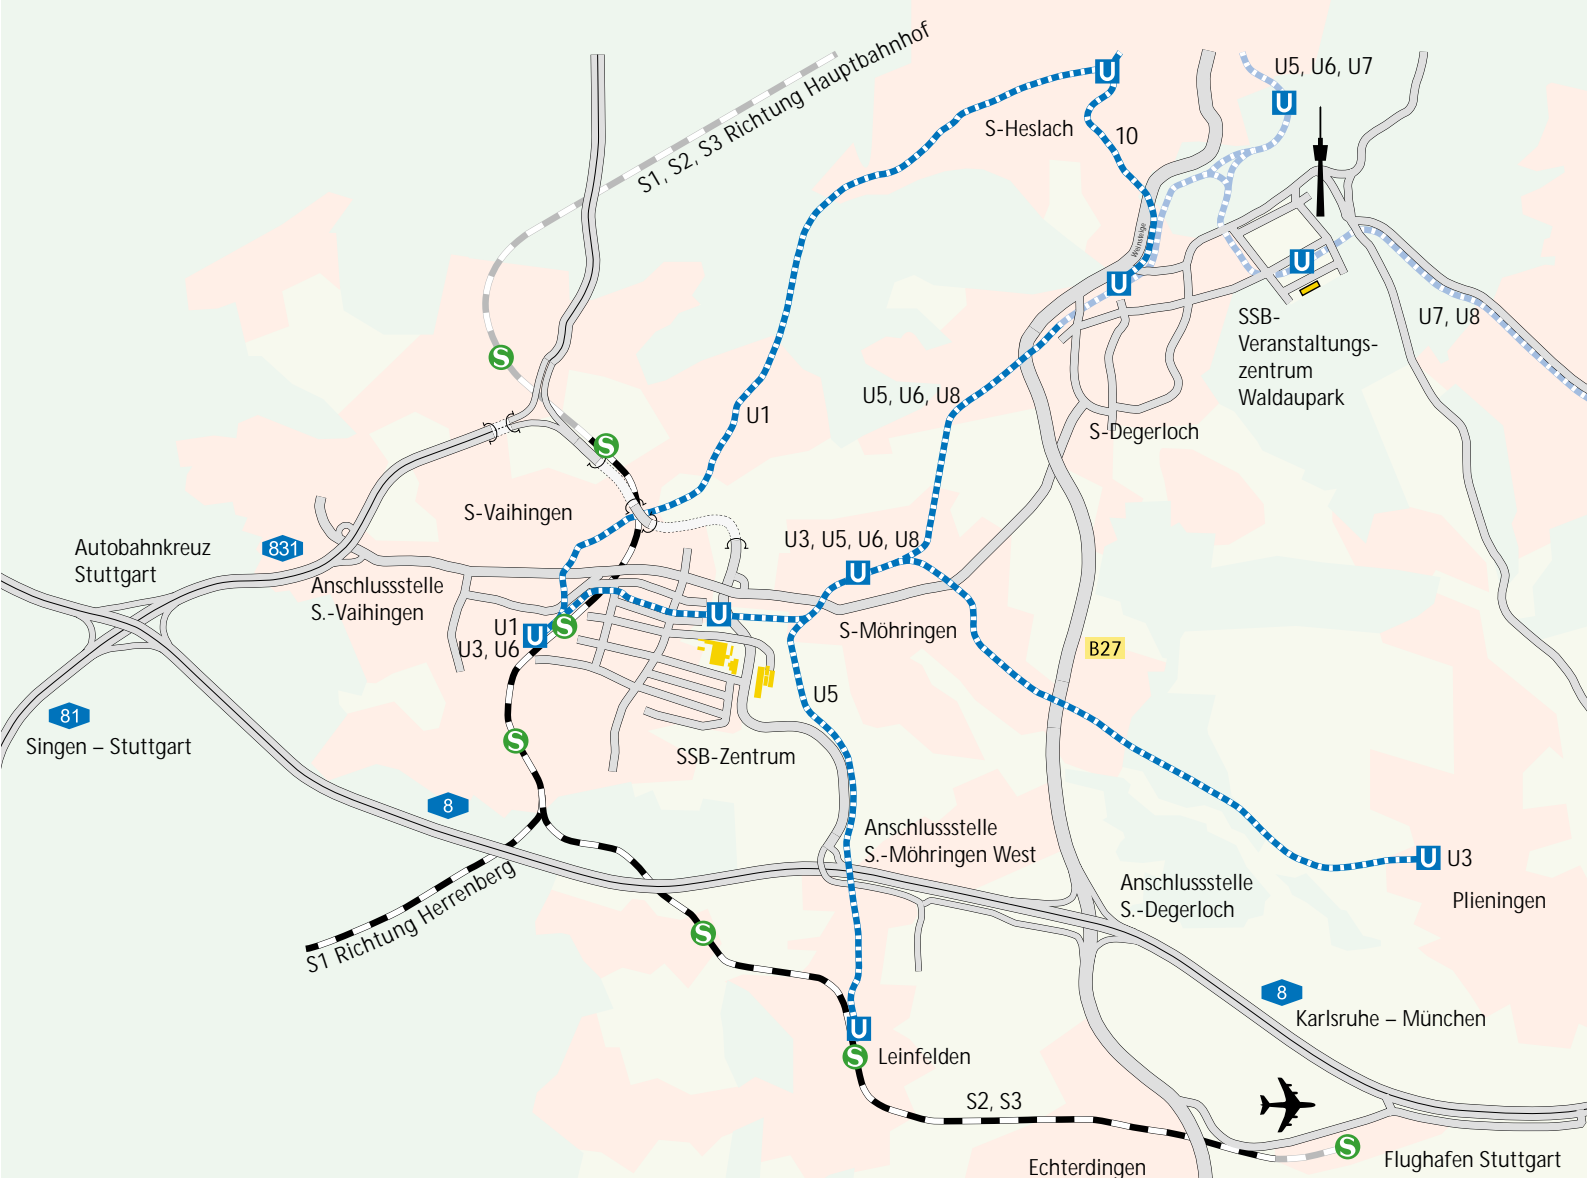 S1, S2, S3 Richtung Hauptbahnhof
U
U5, U6, U7
U
S-Heslach
10
Weinsteige
U
U
SSB-
Veranstaltungs-
zentrum
Waldaupark
U7, U8
S
U5, U6, U8
U1
S-Degerloch
S
S-Vaihingen
U3, U5, U6, U8
Autobahnkreuz
Stuttgart
831
Anschlussstelle
S.-Vaihingen
U
U
S-Möhringen
U1
U3, U6
U
S
B27
U5
81
Singen – Stuttgart
S
SSB-Zentrum
8
Anschlussstelle
S.-Möhringen West
U
U3
Plieningen
Anschlussstelle
S.-Degerloch
S1 Richtung Herrenberg
S
8
Karlsruhe – München
U
S
Leinfelden
S2, S3
S
Flughafen Stuttgart
Echterdingen